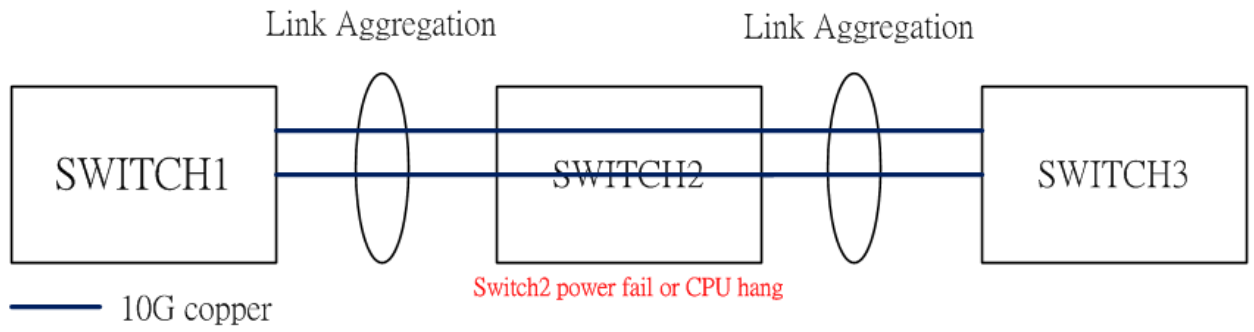 Link Aggregation
Link Aggregation
SWITCH1
SWITCH2
SWITCH3
Switch2 power fail or CPU hang
10G copper